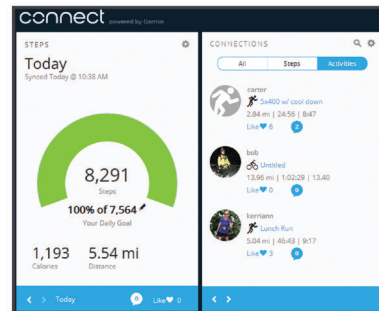 connect powered by Garmin
STEPS
Today
Synced Today @ 10:38 AM
8,291
Steps
100% of 7,564
Your Daily Goal
1,193
Calories
5.54 mi
Distance
< > Today 0 Like 0
CONNECTIONS
All Steps Activities
carter
5x400 w/ cool down
2.84 mi | 24:56 | 8:47
Like 6 2
bob
Untitled
13.96 mi | 1:02:29 | 13.40
Like 0 0
kerriann
Lunch Run
5.04 mi | 46:43 | 9:17
Like 3 0
< >